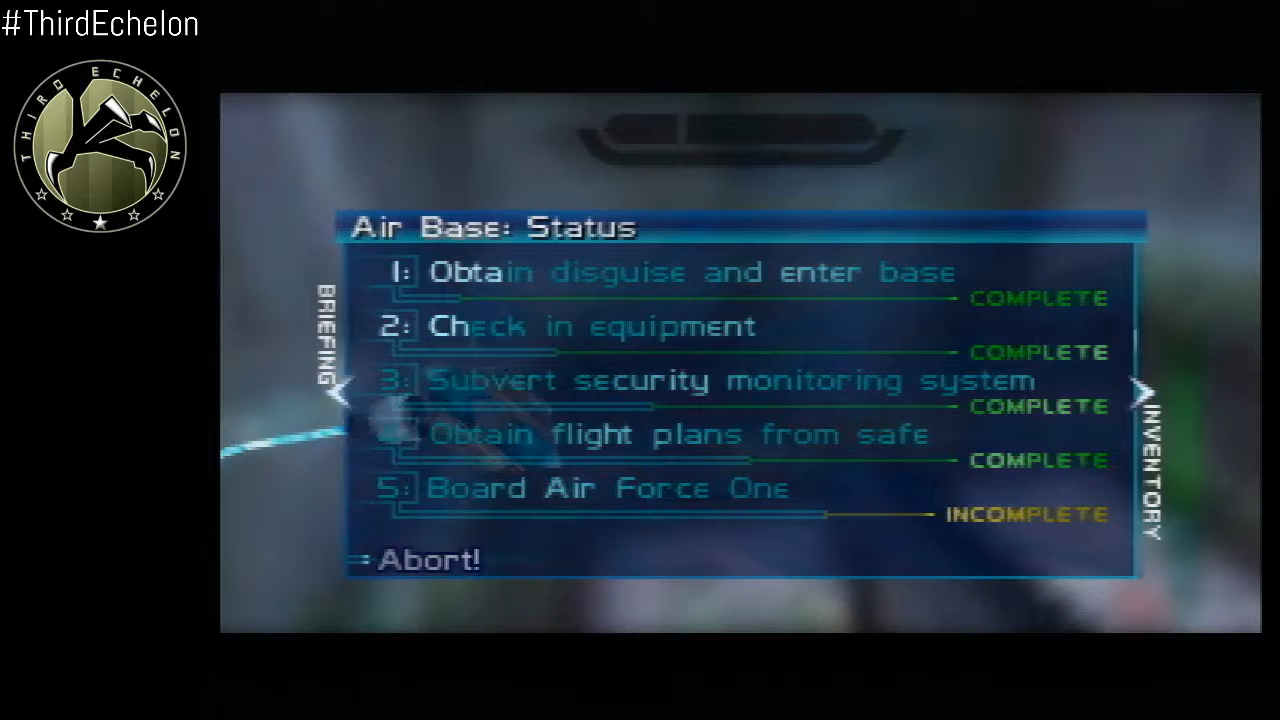 #ThirdEchelon
THIRD ECHELON
Air Base: Status
1: Obtain disguise and enter base
COMPLETE
2: Check in equipment
COMPLETE
3: Subvert security monitoring system
COMPLETE
4: Obtain flight plans from safe
COMPLETE
5: Board Air Force One
INCOMPLETE
Abort!
BRIEFING
INVENTORY